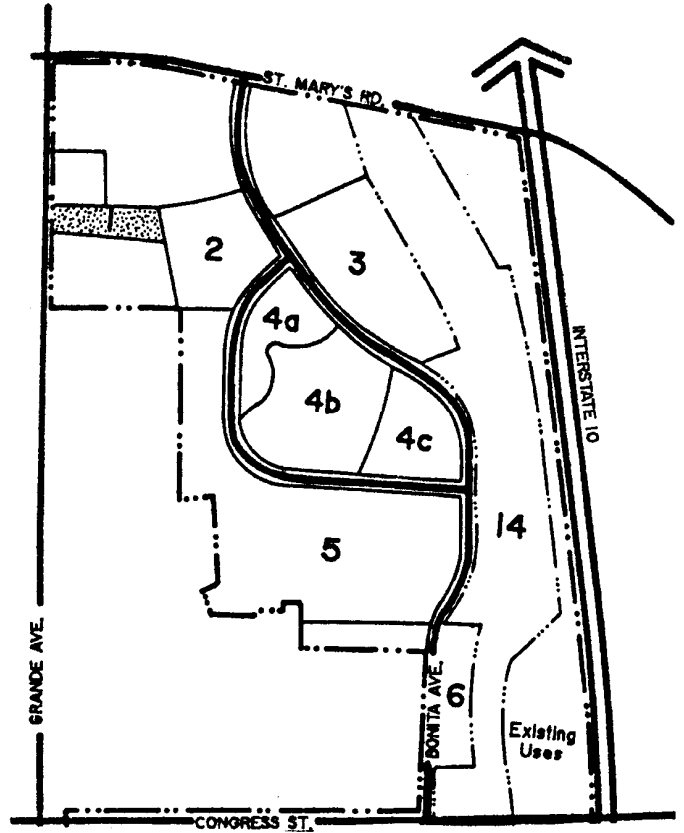 ST. MARY'S RD.
2
3
4a
INTERSTATE 10
4b
4c
14
5
GRANDE AVE.
BONITA AVE.
6
Existing
Uses
CONGRESS ST.